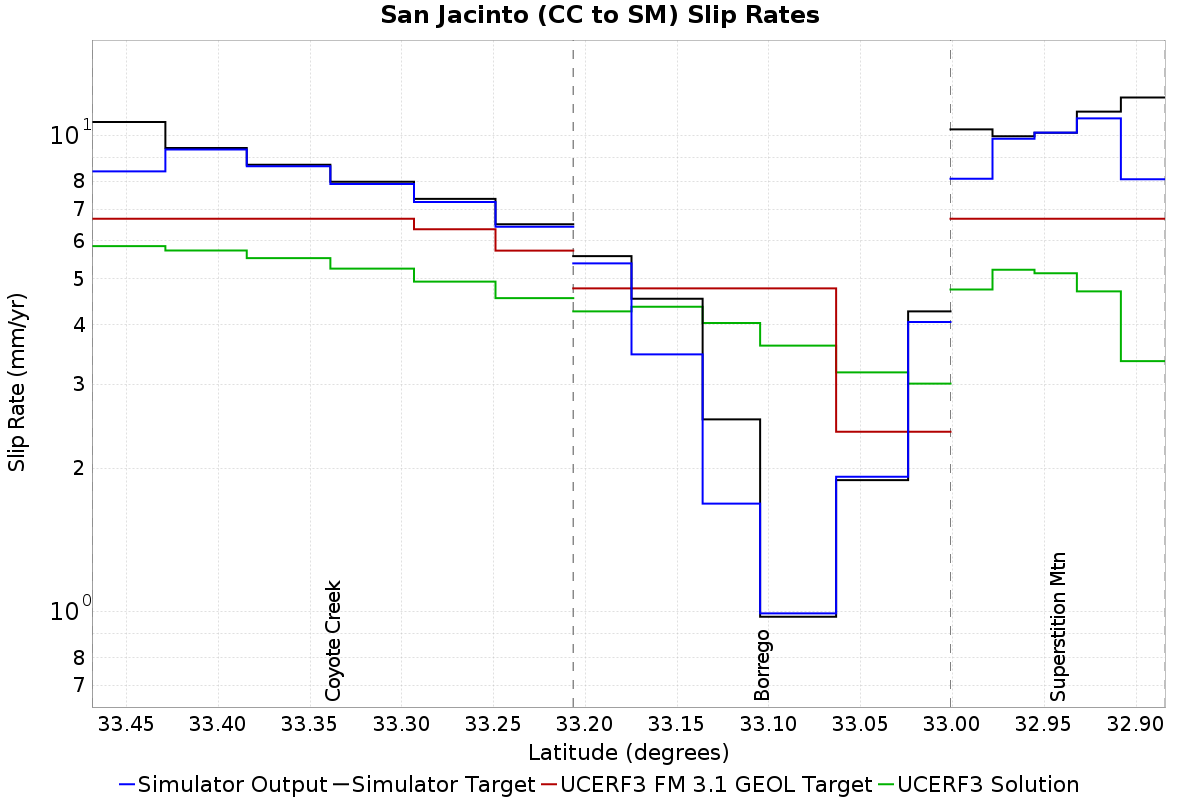 San Jacinto (CC to SM) Slip Rates
Slip Rate (mm/yr)
10^1
8
7
6
5
4
3
2
10^0
8
7
Coyote Creek
Borrego
Superstition Mtn
33.45 33.40 33.35 33.30 33.25 33.20 33.15 33.10 33.05 33.00 32.95 32.90
Latitude (degrees)
Simulator Output Simulator Target UCERF3 FM 3.1 GEOL Target UCERF3 Solution